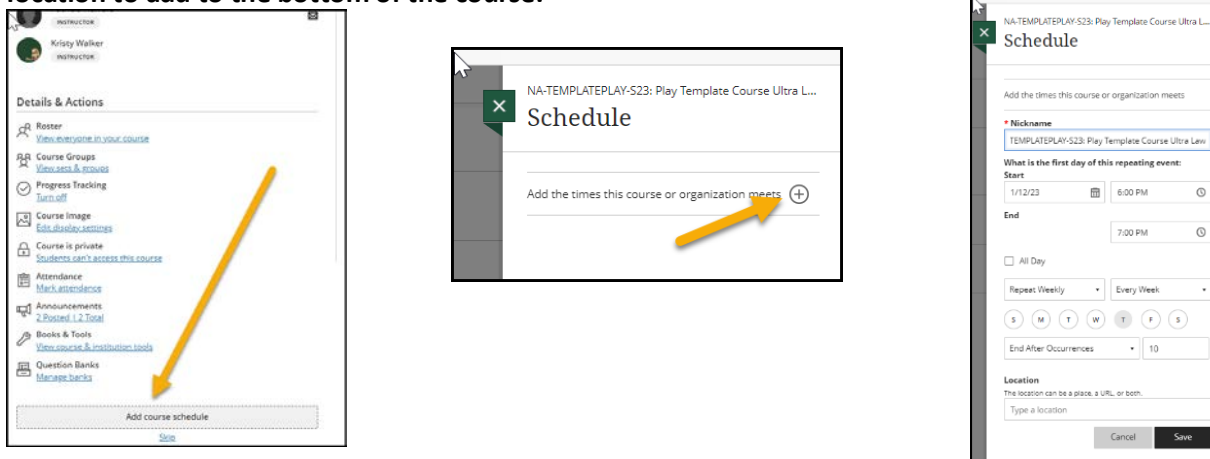 location to add to the bottom of the course.
INSTRUCTOR
Kristy Walker
INSTRUCTOR
Details & Actions
Roster
View everyone in your course
Course Groups
View sets & groups
Progress Tracking
Turn off
Course Image
Edit display settings
Course is private
Students can't access this course
Attendance
Mark attendance
Announcements
2 Posted | 2 Total
Books & Tools
View course & institution tools
Question Banks
Manage banks
Add course schedule
Skip
NA-TEMPLATEPLAY-S23: Play Template Course Ultra L...
Schedule
Add the times this course or organization meets
NA-TEMPLATEPLAY-S23: Play Template Course Ultra L...
Schedule
Add the times this course or organization meets
* Nickname
TEMPLATEPLAY-S23: Play Template Course Ultra Law
What is the first day of this repeating event:
Start
1/12/23 6:00 PM
End
7:00 PM
All Day
Repeat Weekly Every Week
S M T W T F S
End After Occurrences 10
Location
The location can be a place, a URL, or both.
Type a location
Cancel Save